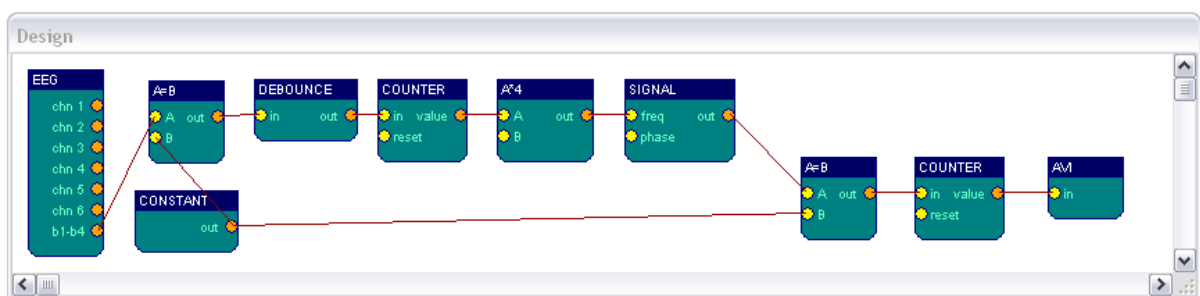 Design
EEG
chn 1
chn 2
chn 3
chn 4
chn 5
chn 6
b1-b4
A=B
A out
B
CONSTANT
out
DEBOUNCE
in out
COUNTER
in value
reset
A*4
A out
B
SIGNAL
freq out
phase
A=B
A out
B
COUNTER
in value
reset
AVI
in